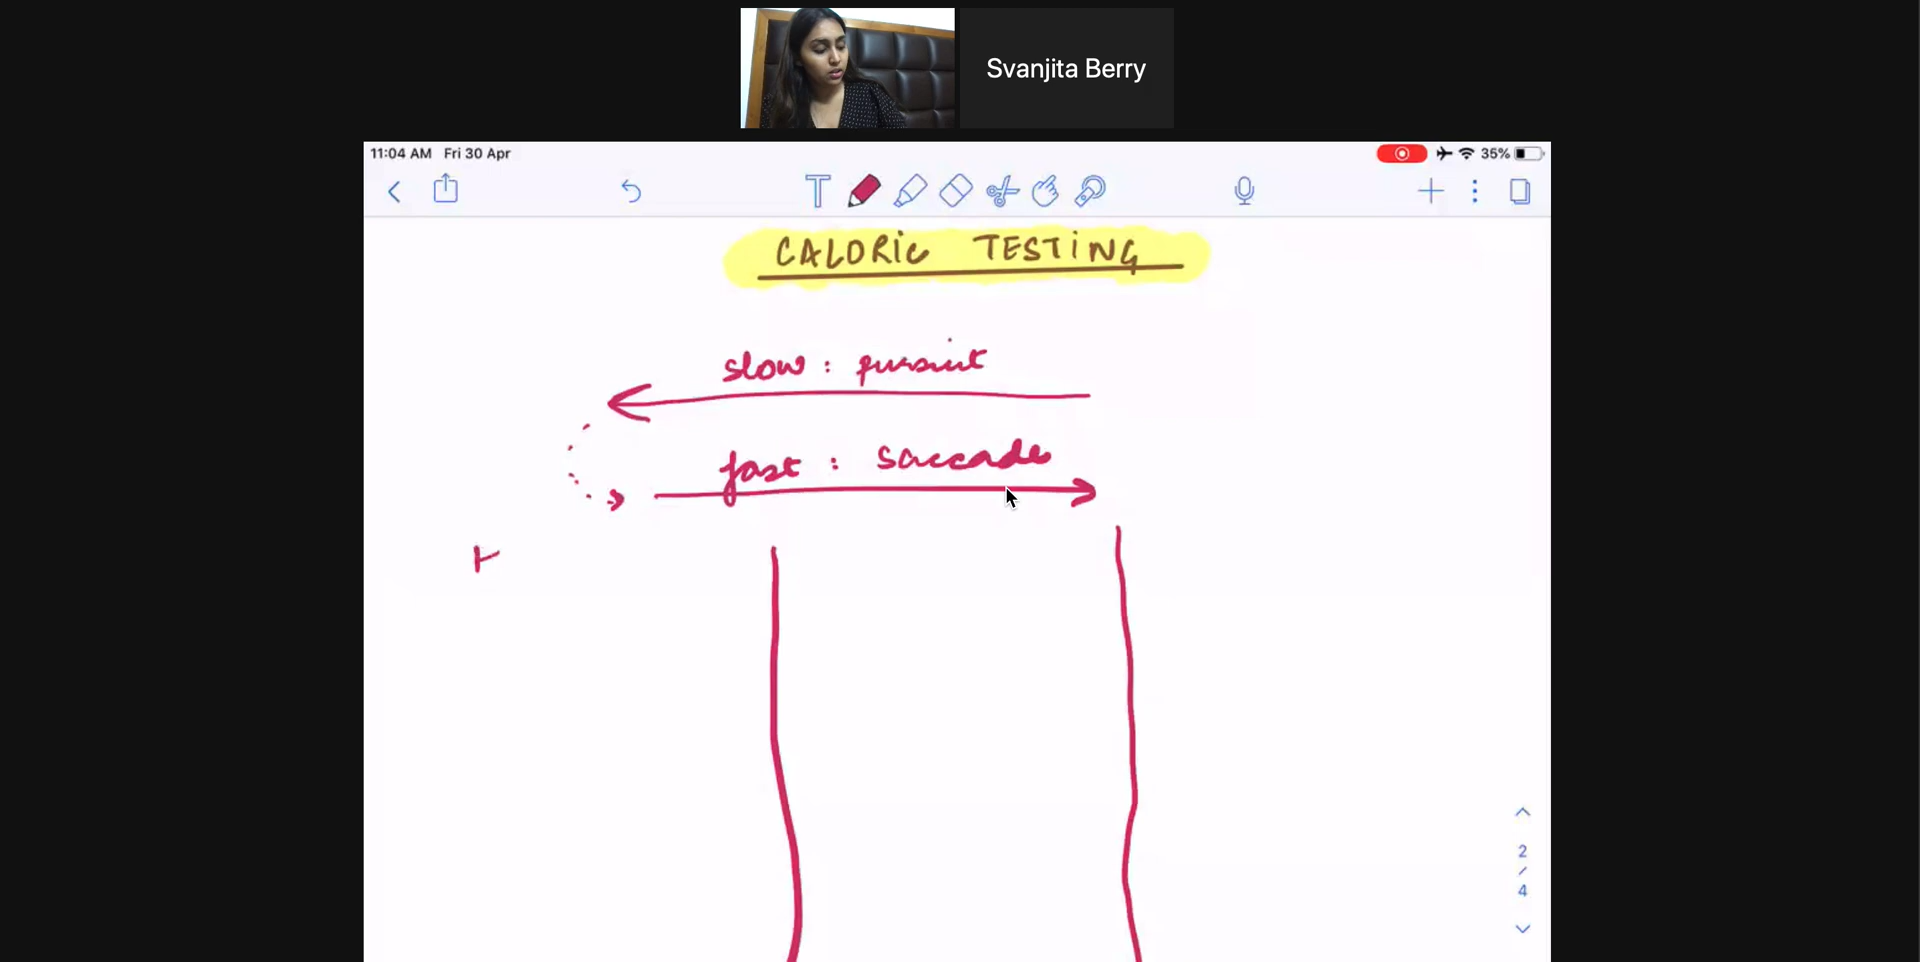 Svanjita Berry
11:04 AM Fri 30 Apr
35%
T
CALORIC TESTING
slow : pursuit
fast : saccade
2
/
4